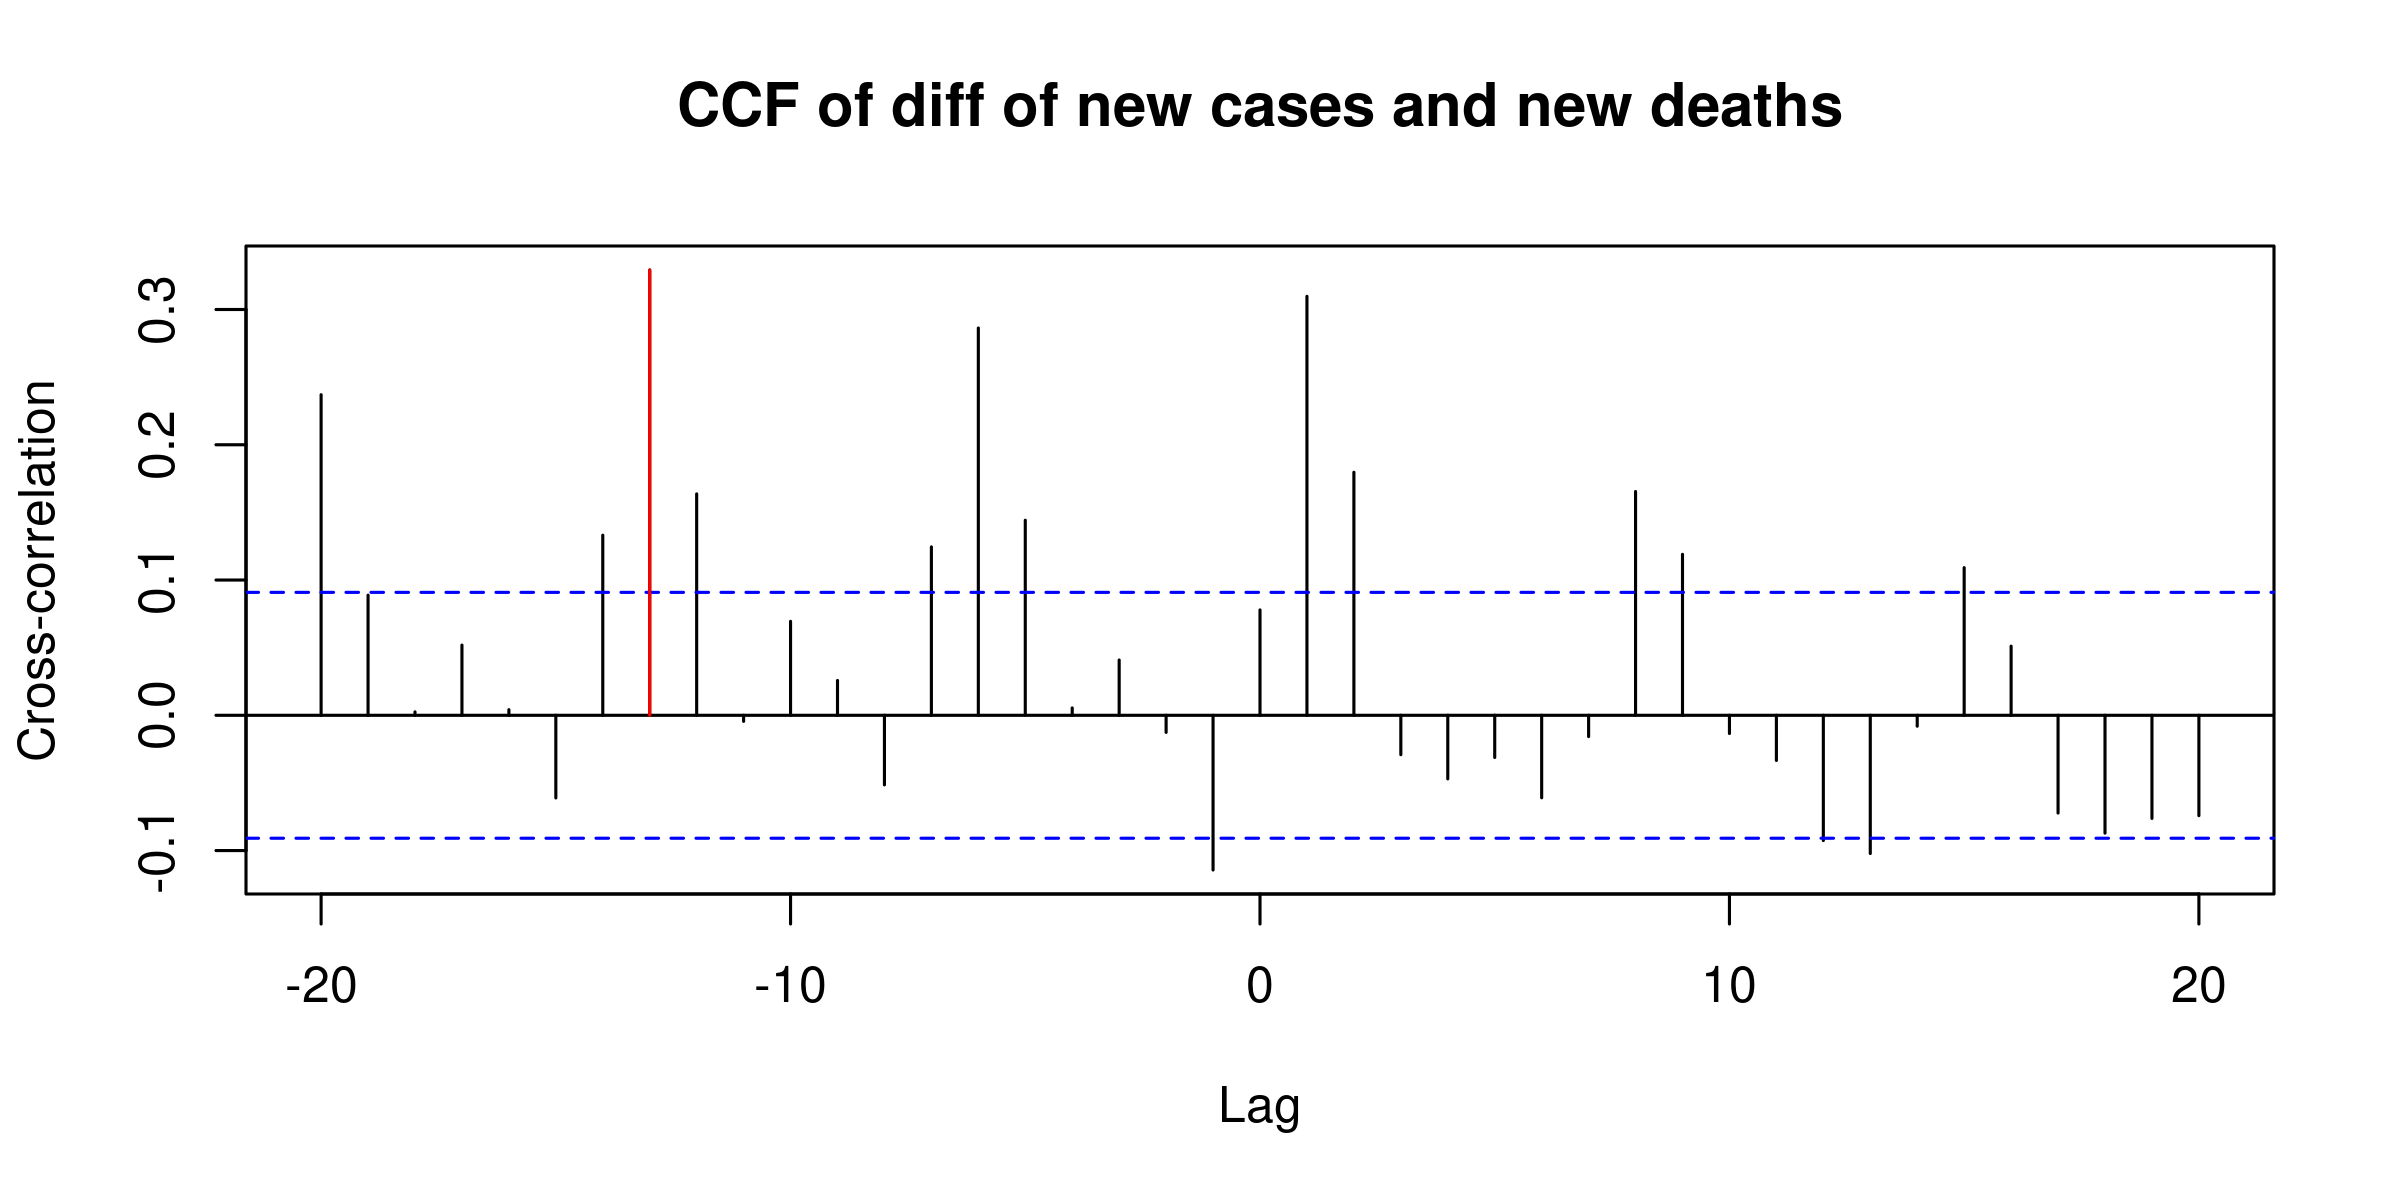 CCF of diff of new cases and new deaths
Cross-correlation
0.3
0.2
0.1
0.0
-0.1
-20 -10 0 10 20
Lag